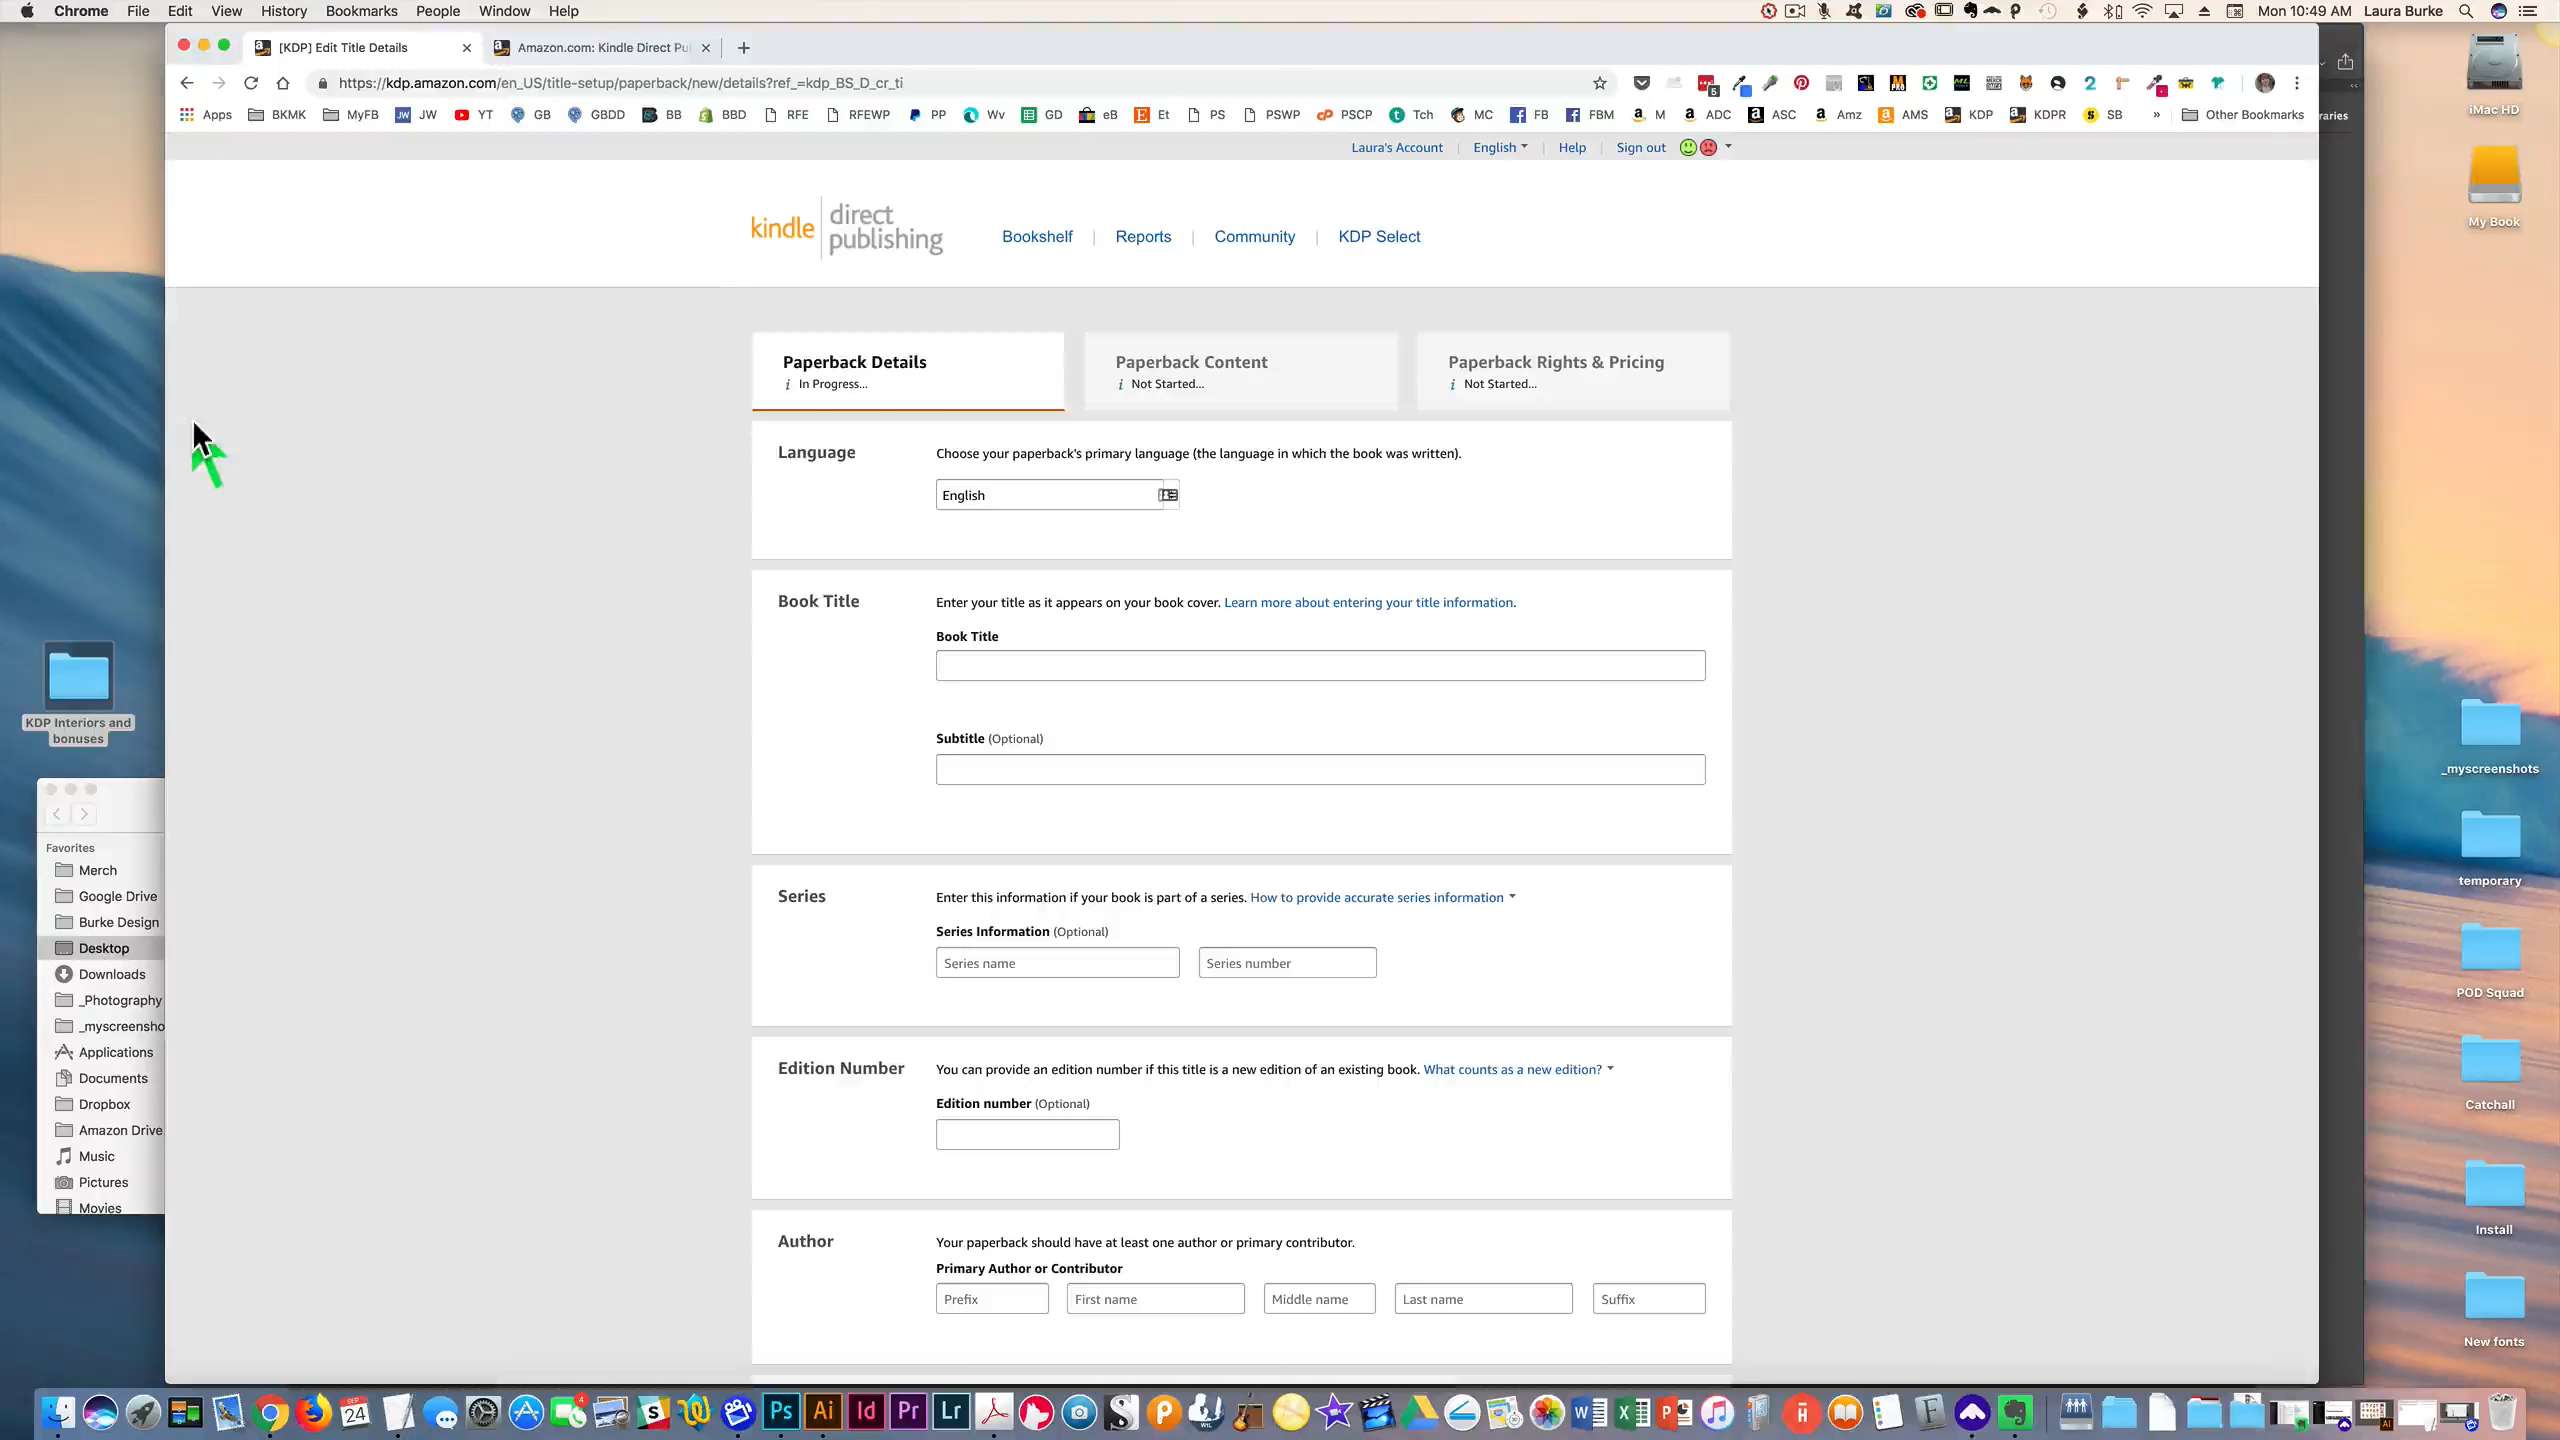 Chrome File Edit View History Bookmarks People Window Help
Mon 10:49 AM Laura Burke
[KDP] Edit Title Details
Amazon.com: Kindle Direct Pu
https://kdp.amazon.com/en_US/title-setup/paperback/new/details?ref_=kdp_BS_D_cr_ti
Apps BKMK MyFB JW YT GB GBDD BB BBD RFE RFEWP PP Wv GD eB Et PS PSWP PSCP Tch MC FB FBM M ADC ASC Amz AMS KDP KDPR SB » Other Bookmarks
raries
Laura's Account English Help Sign out
kindle direct publishing
Bookshelf | Reports | Community | KDP Select
Paperback Details
In Progress...
Paperback Content
Not Started...
Paperback Rights & Pricing
Not Started...
Language
Choose your paperback's primary language (the language in which the book was written).
English
Book Title
Enter your title as it appears on your book cover. Learn more about entering your title information.
Book Title
Subtitle (Optional)
Series
Enter this information if your book is part of a series. How to provide accurate series information
Series Information (Optional)
Series name
Series number
Edition Number
You can provide an edition number if this title is a new edition of an existing book. What counts as a new edition?
Edition number (Optional)
Author
Your paperback should have at least one author or primary contributor.
Primary Author or Contributor
Prefix First name Middle name Last name Suffix
KDP Interiors and
bonuses
Favorites
Merch
Google Drive
Burke Design
Desktop
Downloads
_Photography
_myscreensho
Applications
Documents
Dropbox
Amazon Drive
Music
Pictures
Movies
iMac HD
My Book
_myscreenshots
temporary
POD Squad
Catchall
Install
New fonts
SEP
24
Ps Ai Id Pr Lr